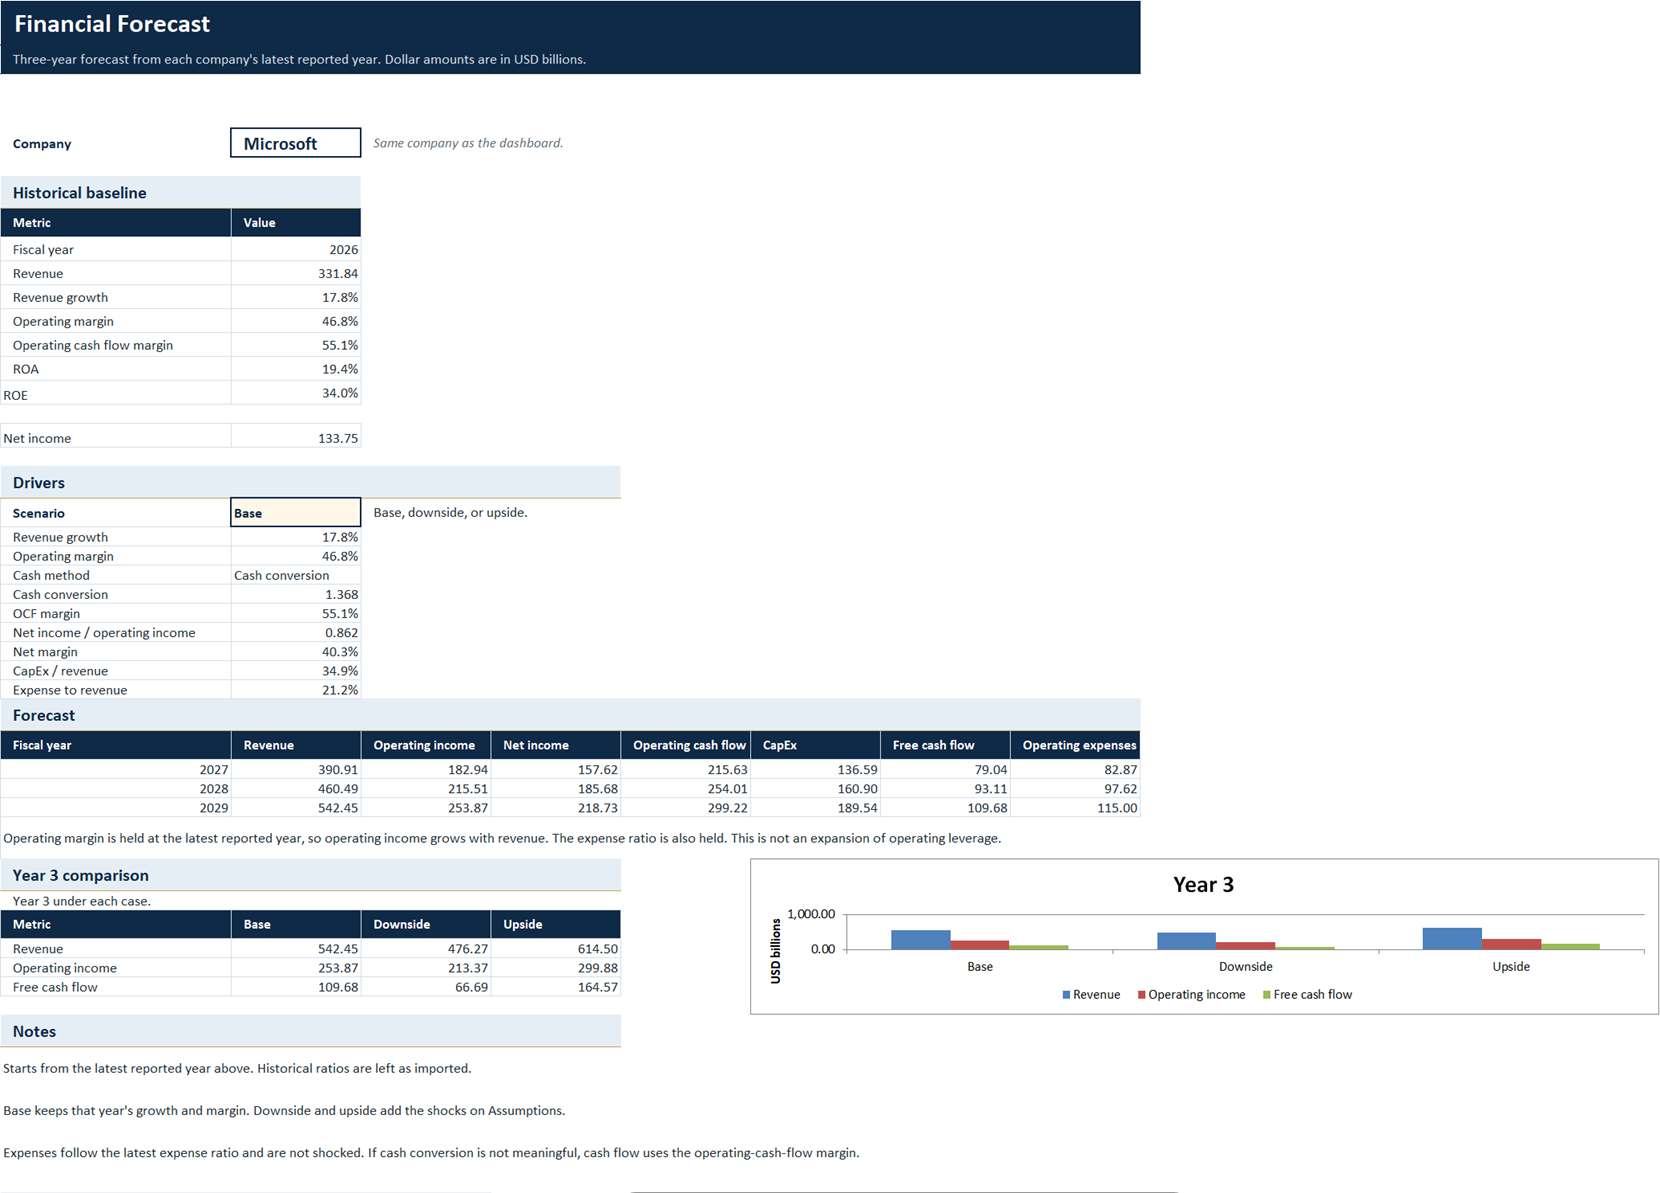 Financial Forecast
Three-year forecast from each company's latest reported year. Dollar amounts are in USD billions.
Company Microsoft Same company as the dashboard.
Historical baseline
Metric Value
Fiscal year 2026
Revenue 331.84
Revenue growth 17.8%
Operating margin 46.8%
Operating cash flow margin 55.1%
ROA 19.4%
ROE 34.0%
Net income 133.75
Drivers
Scenario Base Base, downside, or upside.
Revenue growth 17.8%
Operating margin 46.8%
Cash method Cash conversion
Cash conversion 1.368
OCF margin 55.1%
Net income / operating income 0.862
Net margin 40.3%
CapEx / revenue 34.9%
Expense to revenue 21.2%
Forecast
Fiscal year Revenue Operating income Net income Operating cash flow CapEx Free cash flow Operating expenses
2027 390.91 182.94 157.62 215.63 136.59 79.04 82.87
2028 460.49 215.51 185.68 254.01 160.90 93.11 97.62
2029 542.45 253.87 218.73 299.22 189.54 109.68 115.00
Operating margin is held at the latest reported year, so operating income grows with revenue. The expense ratio is also held. This is not an expansion of operating leverage.
Year 3 comparison
Year 3 under each case.
Metric Base Downside Upside
Revenue 542.45 476.27 614.50
Operating income 253.87 213.37 299.88
Free cash flow 109.68 66.69 164.57
Year 3
USD billions
1,000.00
0.00
Base Downside Upside
Revenue Operating income Free cash flow
Notes
Starts from the latest reported year above. Historical ratios are left as imported.
Base keeps that year's growth and margin. Downside and upside add the shocks on Assumptions.
Expenses follow the latest expense ratio and are not shocked. If cash conversion is not meaningful, cash flow uses the operating-cash-flow margin.